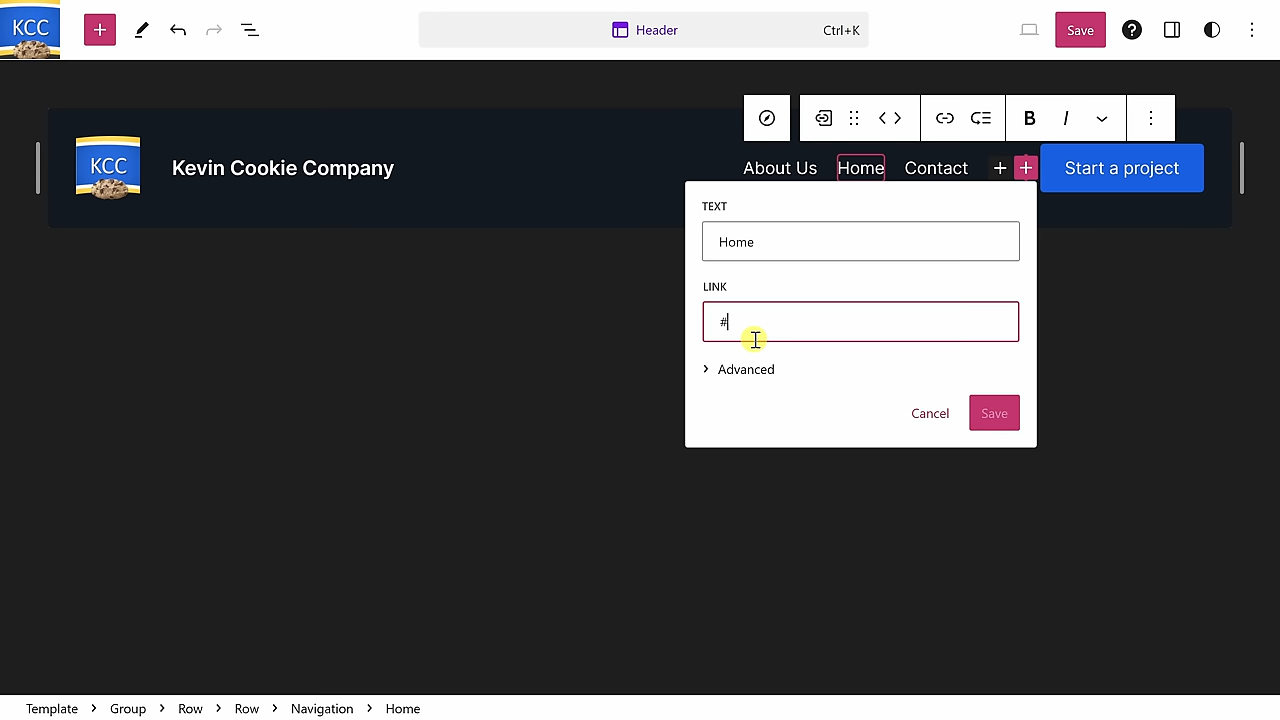 KCC
Header
Ctrl+K
Save
KCC
Kevin Cookie Company
B
I
About Us
Home
Contact
Start a project
TEXT
Home
LINK
#
Advanced
Cancel
Save
Template > Group > Row > Row > Navigation > Home